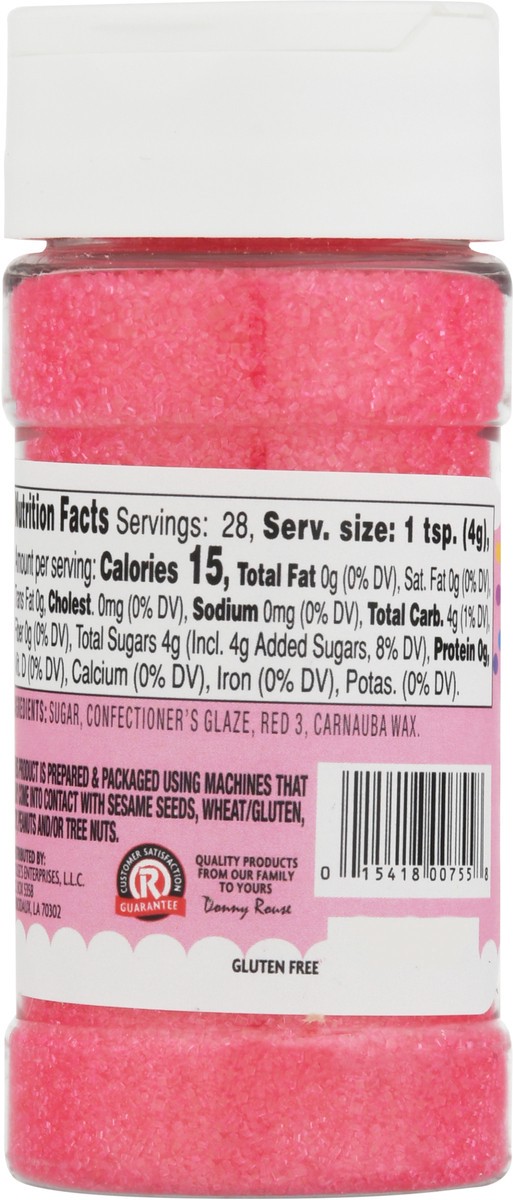 Nutrition Facts Servings: 28, Serv. size: 1 tsp. (4g),
Amount per serving: Calories 15, Total Fat 0g (0% DV), Sat. Fat 0g (0% DV),
Trans Fat 0g, Cholest. 0mg (0% DV), Sodium 0mg (0% DV), Total Carb. 4g (1% DV),
Fiber 0g (0% DV), Total Sugars 4g (Incl. 4g Added Sugars, 8% DV), Protein 0g,
Vit. D (0% DV), Calcium (0% DV), Iron (0% DV), Potas. (0% DV).
REDIENTS: SUGAR, CONFECTIONER'S GLAZE, RED 3, CARNAUBA WAX.
PRODUCT IS PREPARED & PACKAGED USING MACHINES THAT
COME INTO CONTACT WITH SESAME SEEDS, WHEAT/GLUTEN,
PEANUTS AND/OR TREE NUTS.
TRIBUTED BY:
ENTERPRISES, L.L.C.
BOX 5358
LA 70302
CUSTOMER SATISFACTION
R
GUARANTEE
QUALITY PRODUCTS
FROM OUR FAMILY
TO YOURS
Donny Rouse
0 15418 00755 8
GLUTEN FREE